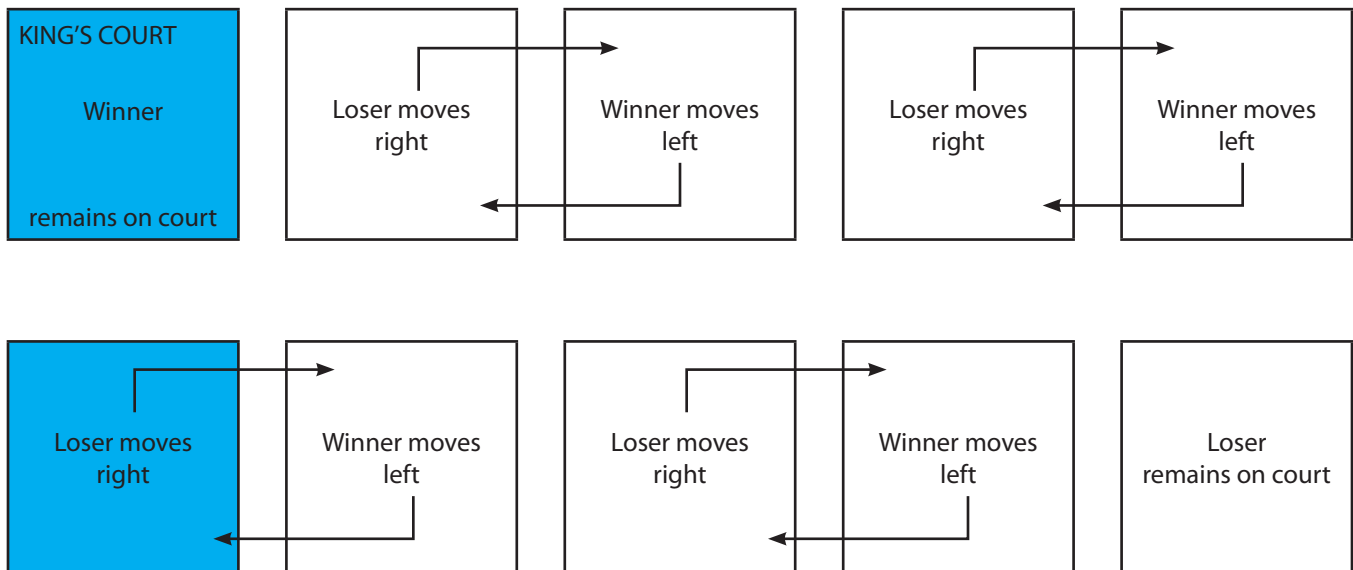 KING'S COURT
Winner
remains on court
Loser moves
right
Winner moves
left
Loser moves
right
Winner moves
left
Loser moves
right
Winner moves
left
Loser moves
right
Winner moves
left
Loser
remains on court